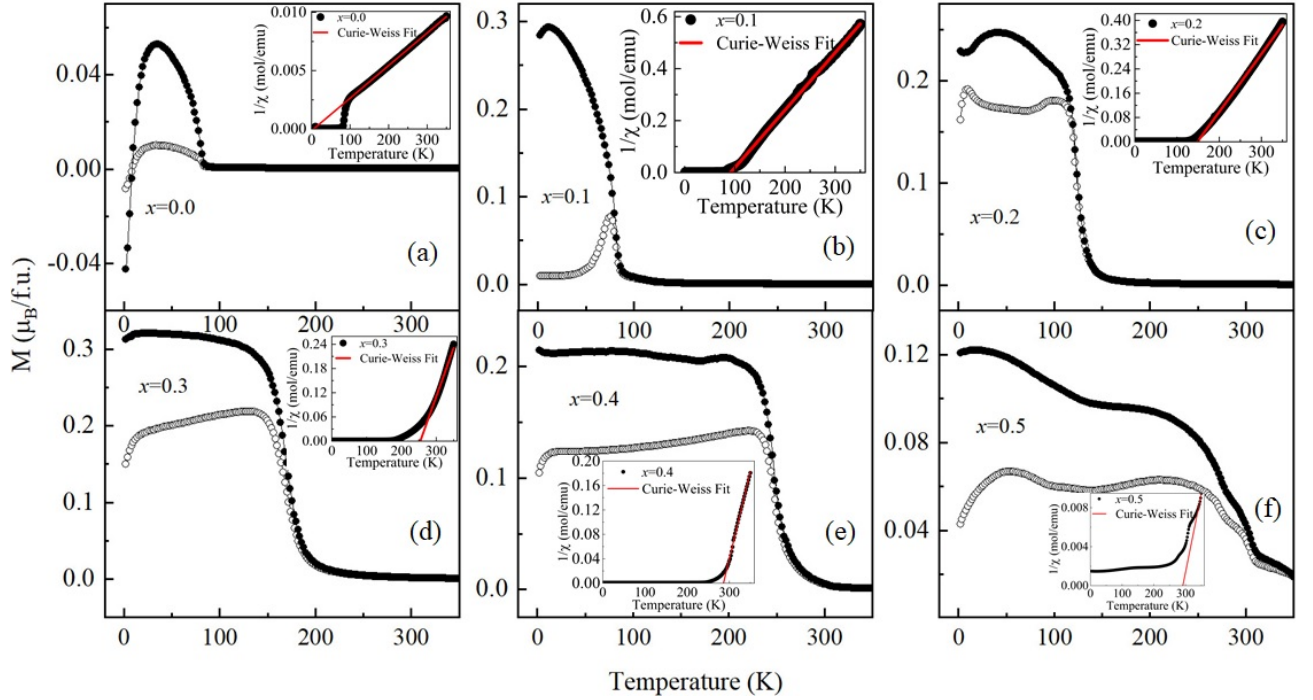 0.04
0.00
-0.04
x=0.0
(a)
0.010
0.005
0.000
1/χ (mol/emu)
x=0.0
Curie-Weiss Fit
0 100 200 300
Temperature (K)
0.3
0.2
0.1
0.0
x=0.1
(b)
0.6
0.4
0.2
0.0
1/χ (mol/emu)
x=0.1
Curie-Weiss Fit
0 100 200 300
Temperature (K)
0.3
0.2
0.1
0.0
x=0.2
(c)
0.40
0.32
0.24
0.16
0.08
0.00
1/χ (mol/emu)
x=0.2
Curie-Weiss Fit
0 100 200 300
Temperature (K)
M (μB/f.u.)
0 100 200 300
0.3
0.2
0.1
0.0
x=0.3
(d)
0.24
0.18
0.12
0.06
0.00
1/χ (mol/emu)
x=0.3
Curie-Weiss Fit
0 100 200 300
Temperature (K)
0 100 200 300
0 100 200 300
0.2
0.1
0.0
x=0.4
(e)
0.20
0.16
0.12
0.08
0.04
0.00
1/χ (mol/emu)
x=0.4
Curie-Weiss Fit
0 100 200 300
Temperature (K)
0 100 200 300
0 100 200 300
0.12
0.08
0.04
x=0.5
(f)
0.008
0.004
0.000
1/χ (mol/emu)
x=0.5
Curie-Weiss Fit
0 100 200 300
Temperature (K)
0 100 200 300
Temperature (K)